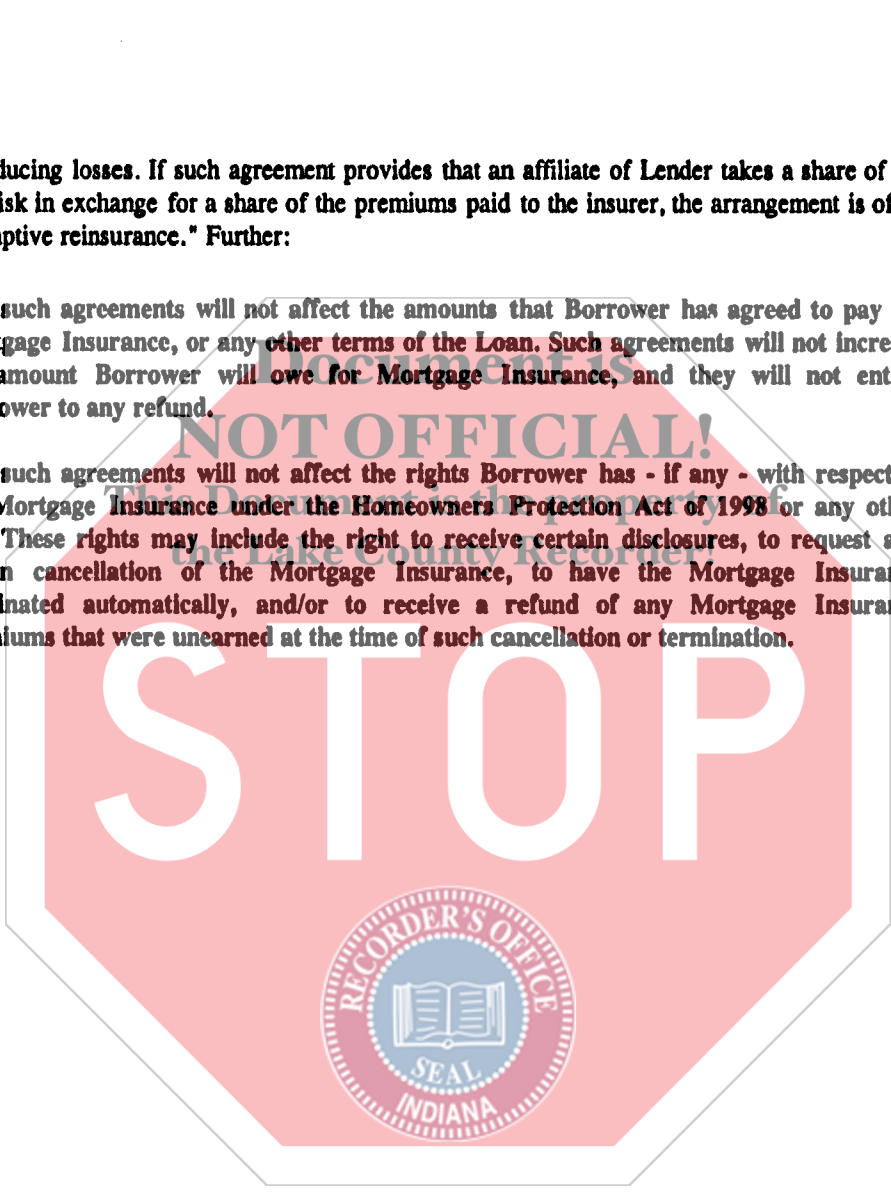 ducing losses. If such agreement provides that an affiliate of Lender takes a share of
isk in exchange for a share of the premiums paid to the insurer, the arrangement is of
ptive reinsurance." Further:
such agreements will not affect the amounts that Borrower has agreed to pay
gage Insurance, or any other terms of the Loan. Such agreements will not incre
amount Borrower will owe for Mortgage Insurance, and they will not ent
ower to any refund.
such agreements will not affect the rights Borrower has - if any - with respect
Mortgage Insurance under the Homeowners Protection Act of 1998 or any oth
These rights may include the right to receive certain disclosures, to request a
n cancellation of the Mortgage Insurance, to have the Mortgage Insura
inated automatically, and/or to receive a refund of any Mortgage Insura
iums that were unearned at the time of such cancellation or termination.
Document is
NOT OFFICIAL!
This Document is the property of
the Lake County Recorder!
STOP
RECORDER'S OFFICE
SEAL
INDIANA